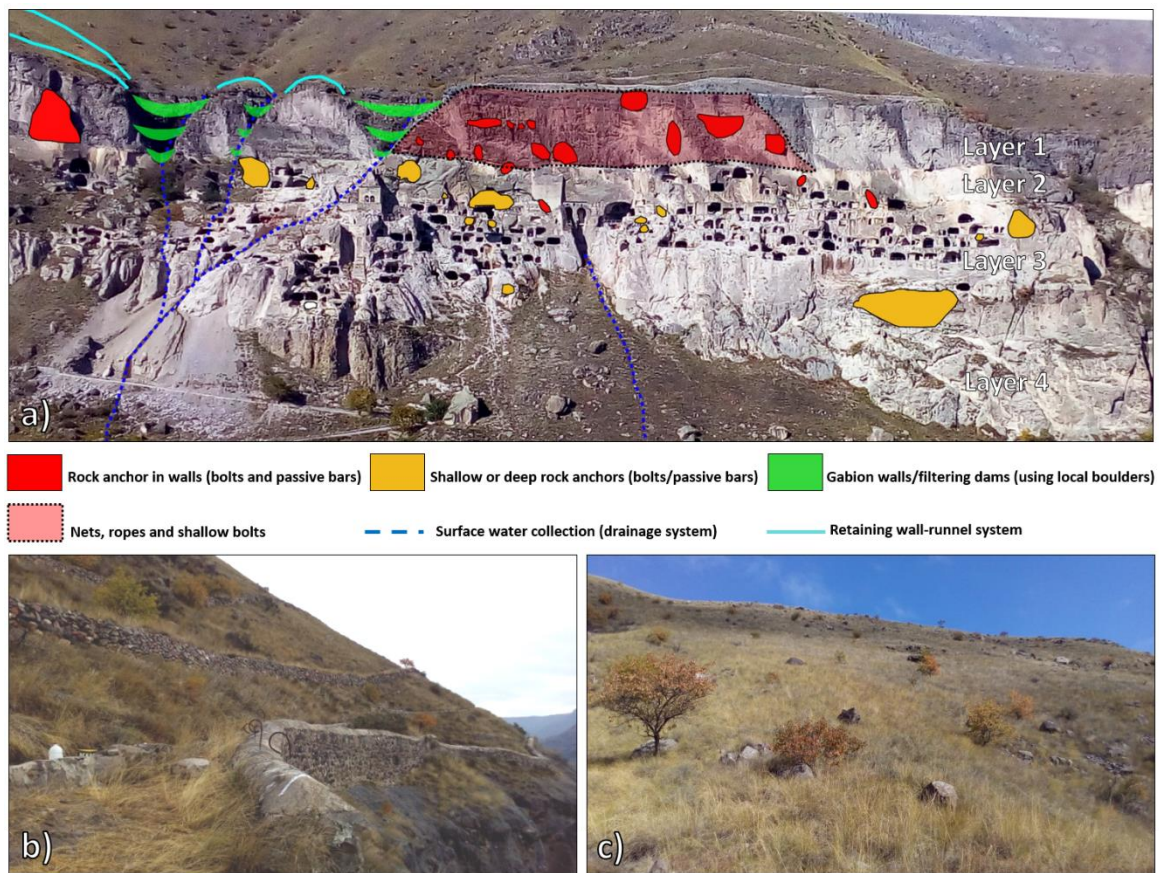 Layer 1
Layer 2
Layer 3
Layer 4
a)
Rock anchor in walls (bolts and passive bars)
Shallow or deep rock anchors (bolts/passive bars)
Gabion walls/filtering dams (using local boulders)
Nets, ropes and shallow bolts
Surface water collection (drainage system)
Retaining wall-runnel system
b)
c)